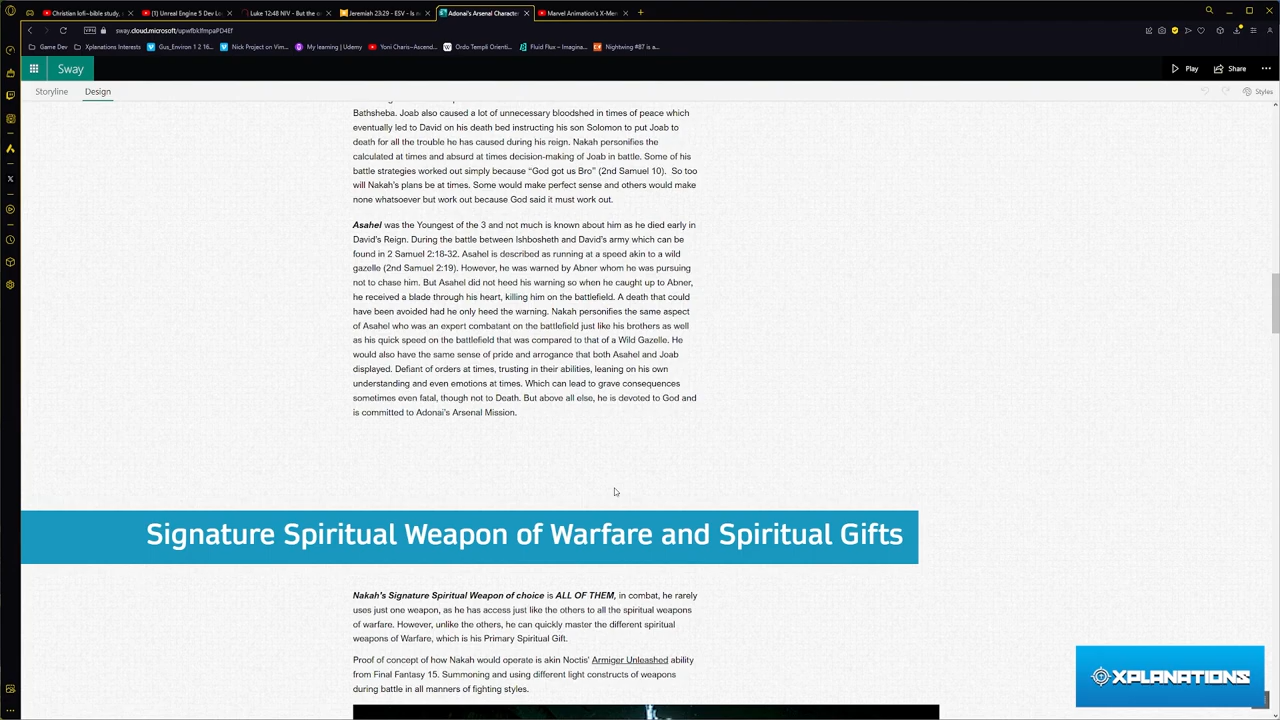 Christian lofi~bible study,
(1) Unreal Engine 5 Dev Lo
Luke 12:48 NIV - But the o
Jeremiah 23:29 - ESV - Is n
Adonai's Arsenal Character
Marvel Animation's X-Men
VPN
sway.cloud.microsoft/upwfbkIfmpaPD4Ef
Game Dev
Xplanations Interests
Gus_Environ 1 2 16...
Nick Project on Vim...
My learning | Udemy
Yoni Charis~Ascend...
Ordo Templi Orienti...
Fluid Flux – Imagina...
Nightwing #87 is a...
Sway
Play
Share
Storyline
Design
Styles
Bathsheba. Joab also caused a lot of unnecessary bloodshed in times of peace which
eventually led to David on his death bed instructing his son Solomon to put Joab to
death for all the trouble he has caused during his reign. Nakah personifies the
calculated at times and absurd at times decision-making of Joab in battle. Some of his
battle strategies worked out simply because “God got us Bro” (2nd Samuel 10). So too
will Nakah’s plans be at times. Some would make perfect sense and others would make
none whatsoever but work out because God said it must work out.
Asahel was the Youngest of the 3 and not much is known about him as he died early in
David’s Reign. During the battle between Ishbosheth and David’s army which can be
found in 2 Samuel 2:18-32. Asahel is described as running at a speed akin to a wild
gazelle (2nd Samuel 2:19). However, he was warned by Abner whom he was pursuing
not to chase him. But Asahel did not heed his warning so when he caught up to Abner,
he received a blade through his heart, killing him on the battlefield. A death that could
have been avoided had he only heed the warning. Nakah personifies the same aspect
of Asahel who was an expert combatant on the battlefield just like his brothers as well
as his quick speed on the battlefield that was compared to that of a Wild Gazelle. He
would also have the same sense of pride and arrogance that both Asahel and Joab
displayed. Defiant of orders at times, trusting in their abilities, leaning on his own
understanding and even emotions at times. Which can lead to grave consequences
sometimes even fatal, though not to Death. But above all else, he is devoted to God and
is committed to Adonai’s Arsenal Mission.
Signature Spiritual Weapon of Warfare and Spiritual Gifts
Nakah’s Signature Spiritual Weapon of choice is ALL OF THEM, in combat, he rarely
uses just one weapon, as he has access just like the others to all the spiritual weapons
of warfare. However, unlike the others, he can quickly master the different spiritual
weapons of Warfare, which is his Primary Spiritual Gift.
Proof of concept of how Nakah would operate is akin Noctis’ Armiger Unleashed ability
from Final Fantasy 15. Summoning and using different light constructs of weapons
during battle in all manners of fighting styles.
XPLANATIONS